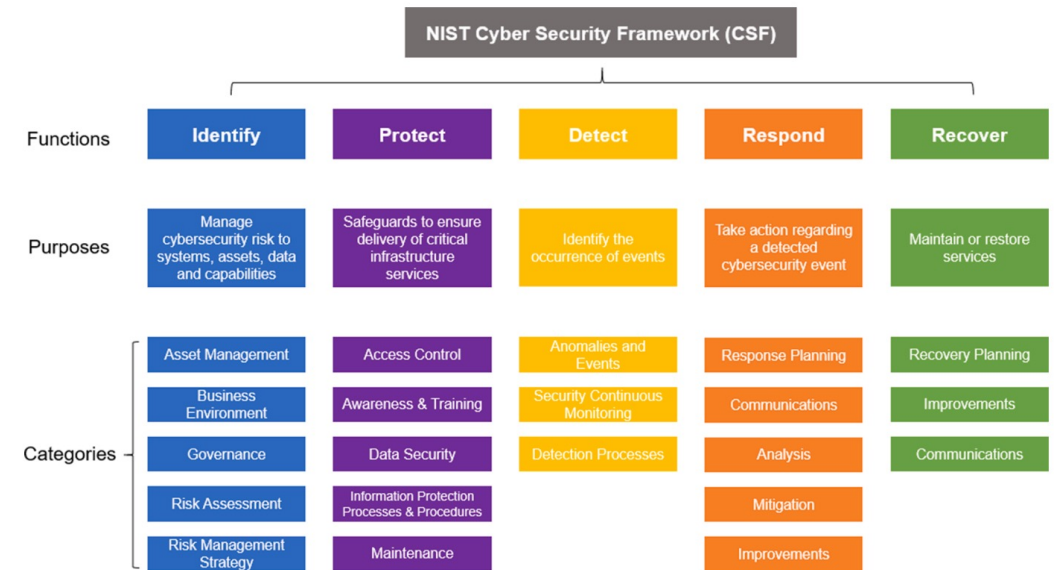 NIST Cyber Security Framework (CSF)
Functions
Identify
Protect
Detect
Respond
Recover
Purposes
Manage
cybersecurity risk to
systems, assets, data
and capabilities
Safeguards to ensure
delivery of critical
infrastructure
services
Identify the
occurrence of events
Take action regarding
a detected
cybersecurity event
Maintain or restore
services
Categories
Asset Management
Access Control
Anomalies and
Events
Response Planning
Recovery Planning
Business
Environment
Awareness & Training
Security Continuous
Monitoring
Communications
Improvements
Governance
Data Security
Detection Processes
Analysis
Communications
Risk Assessment
Information Protection
Processes & Procedures
Mitigation
Risk Management
Strategy
Maintenance
Improvements